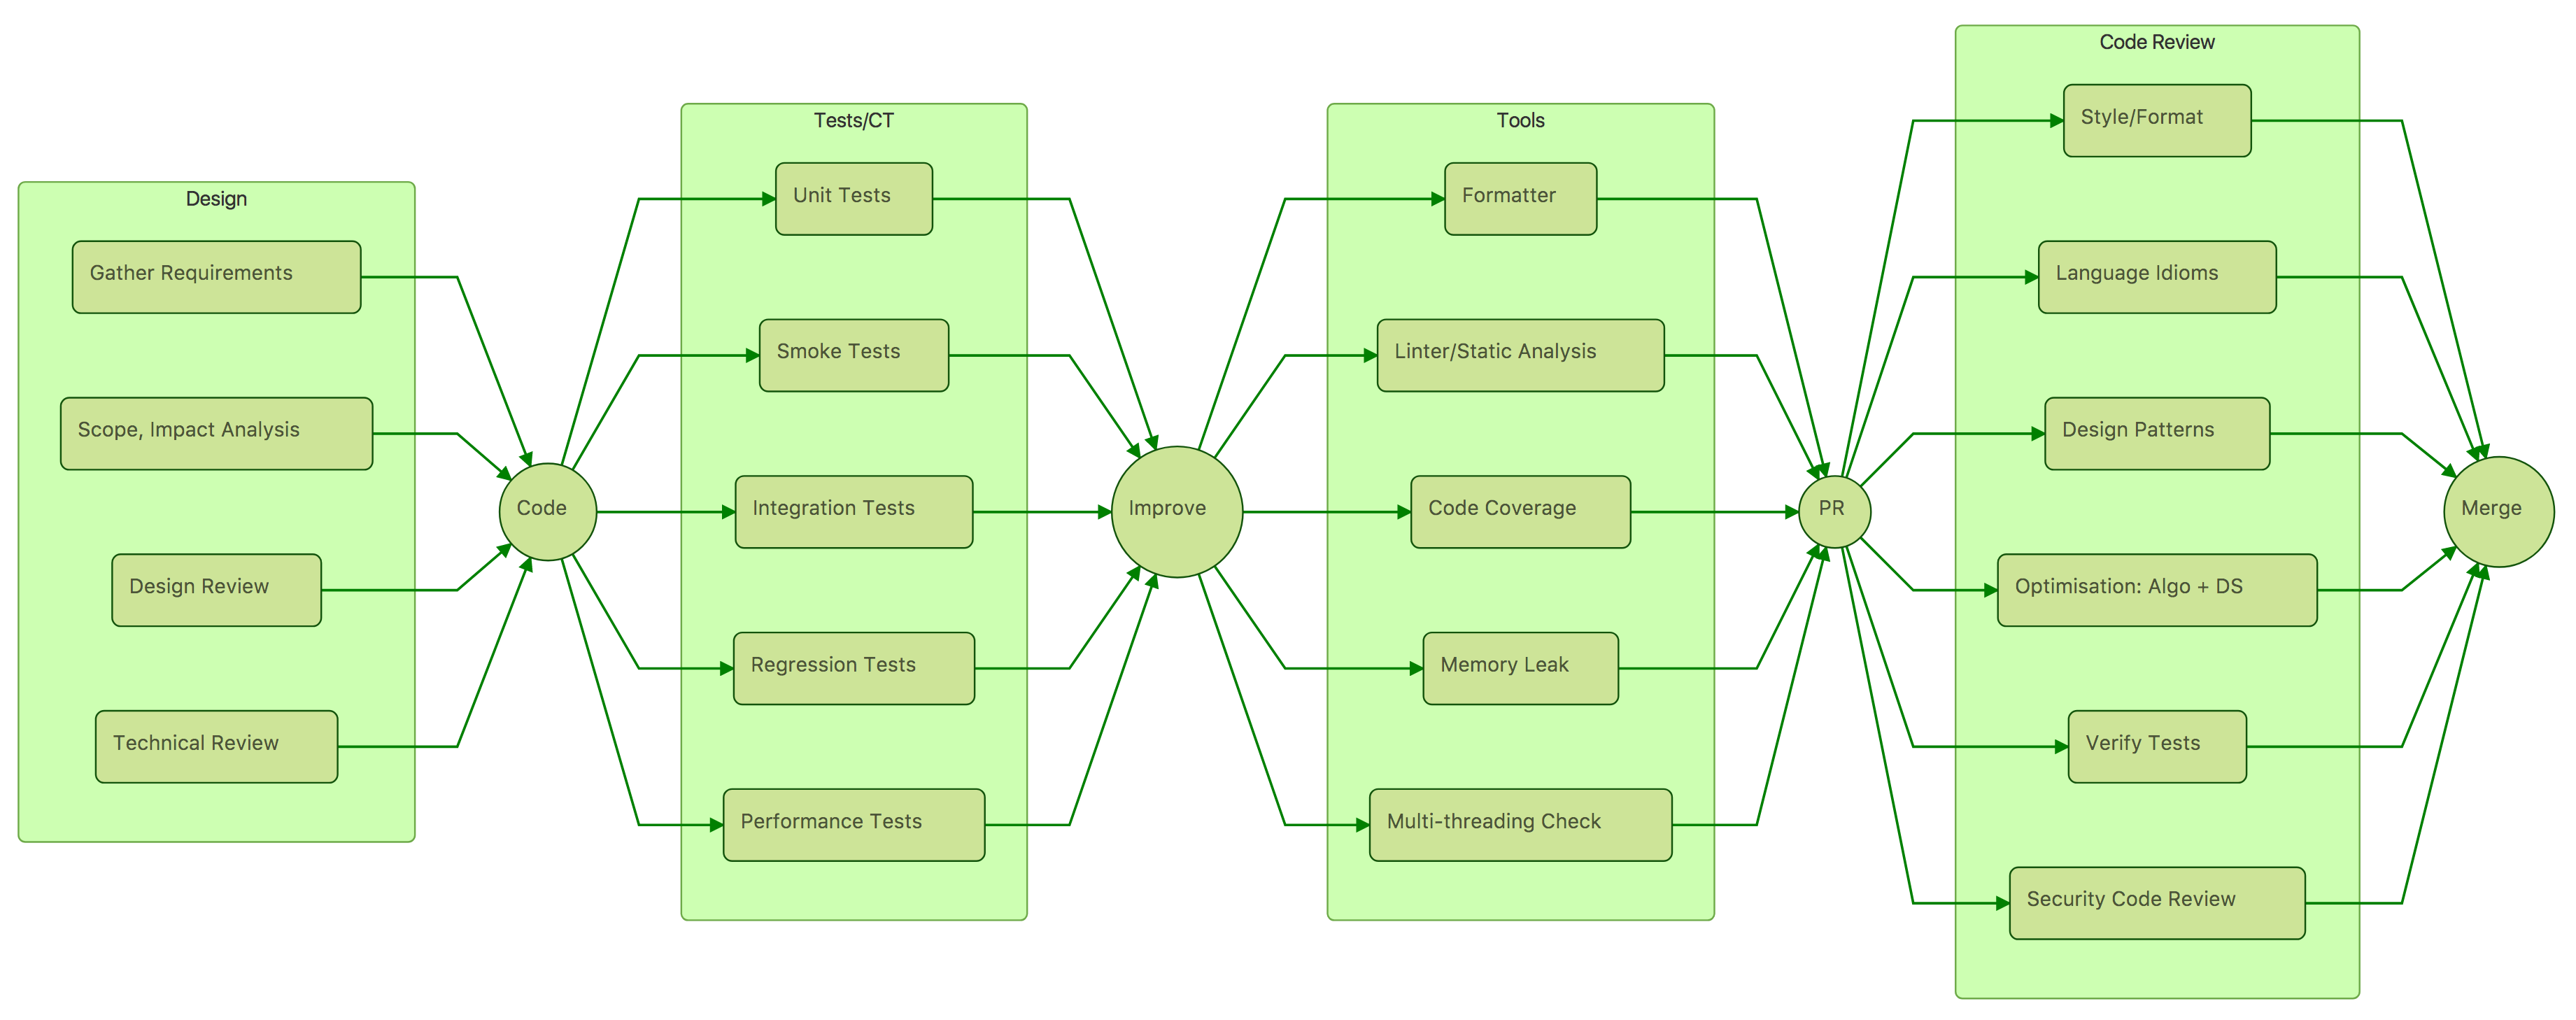 Design
Gather Requirements
Scope, Impact Analysis
Design Review
Technical Review
Code
Tests/CT
Unit Tests
Smoke Tests
Integration Tests
Regression Tests
Performance Tests
Improve
Tools
Formatter
Linter/Static Analysis
Code Coverage
Memory Leak
Multi-threading Check
PR
Code Review
Style/Format
Language Idioms
Design Patterns
Optimisation: Algo + DS
Verify Tests
Security Code Review
Merge